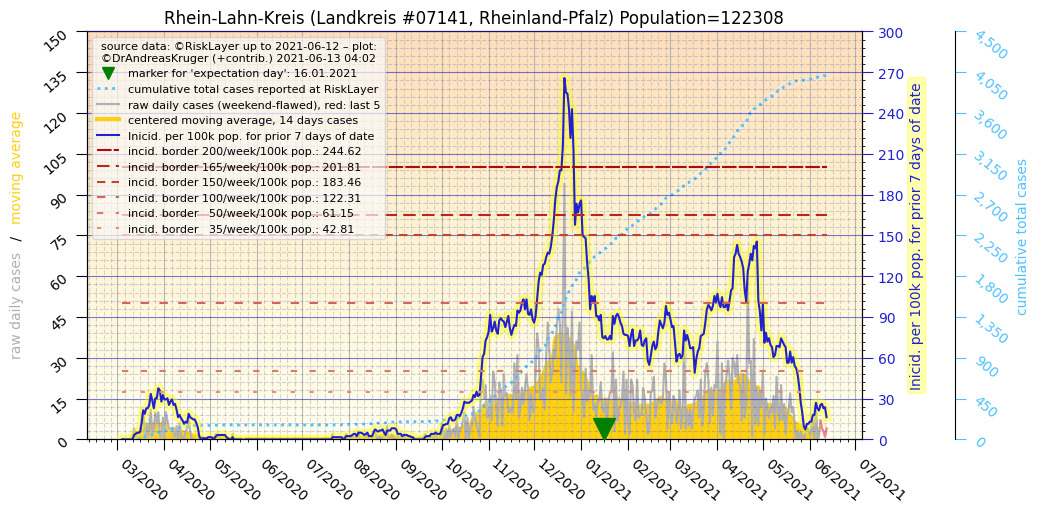 Rhein-Lahn-Kreis (Landkreis #07141, Rheinland-Pfalz) Population=122308
source data: ©RiskLayer up to 2021-06-12 – plot:
©DrAndreasKruger (+contrib.) 2021-06-13 04:02
marker for 'expectation day': 16.01.2021
cumulative total cases reported at RiskLayer
raw daily cases (weekend-flawed), red: last 5
centered moving average, 14 days cases
Inicid. per 100k pop. for prior 7 days of date
incid. border 200/week/100k pop.: 244.62
incid. border 165/week/100k pop.: 201.81
incid. border 150/week/100k pop.: 183.46
incid. border 100/week/100k pop.: 122.31
incid. border   50/week/100k pop.: 61.15
incid. border   35/week/100k pop.: 42.81
raw daily cases / moving average
150
135
120
105
90
75
60
45
30
15
0
03/2020
04/2020
05/2020
06/2020
07/2020
08/2020
09/2020
10/2020
11/2020
12/2020
01/2021
02/2021
03/2021
04/2021
05/2021
06/2021
07/2021
300
270
240
210
180
150
120
90
60
30
0
Inicid. per 100k pop. for prior 7 days of date
4,500
4,050
3,600
3,150
2,700
2,250
1,800
1,350
900
450
0
cumulative total cases